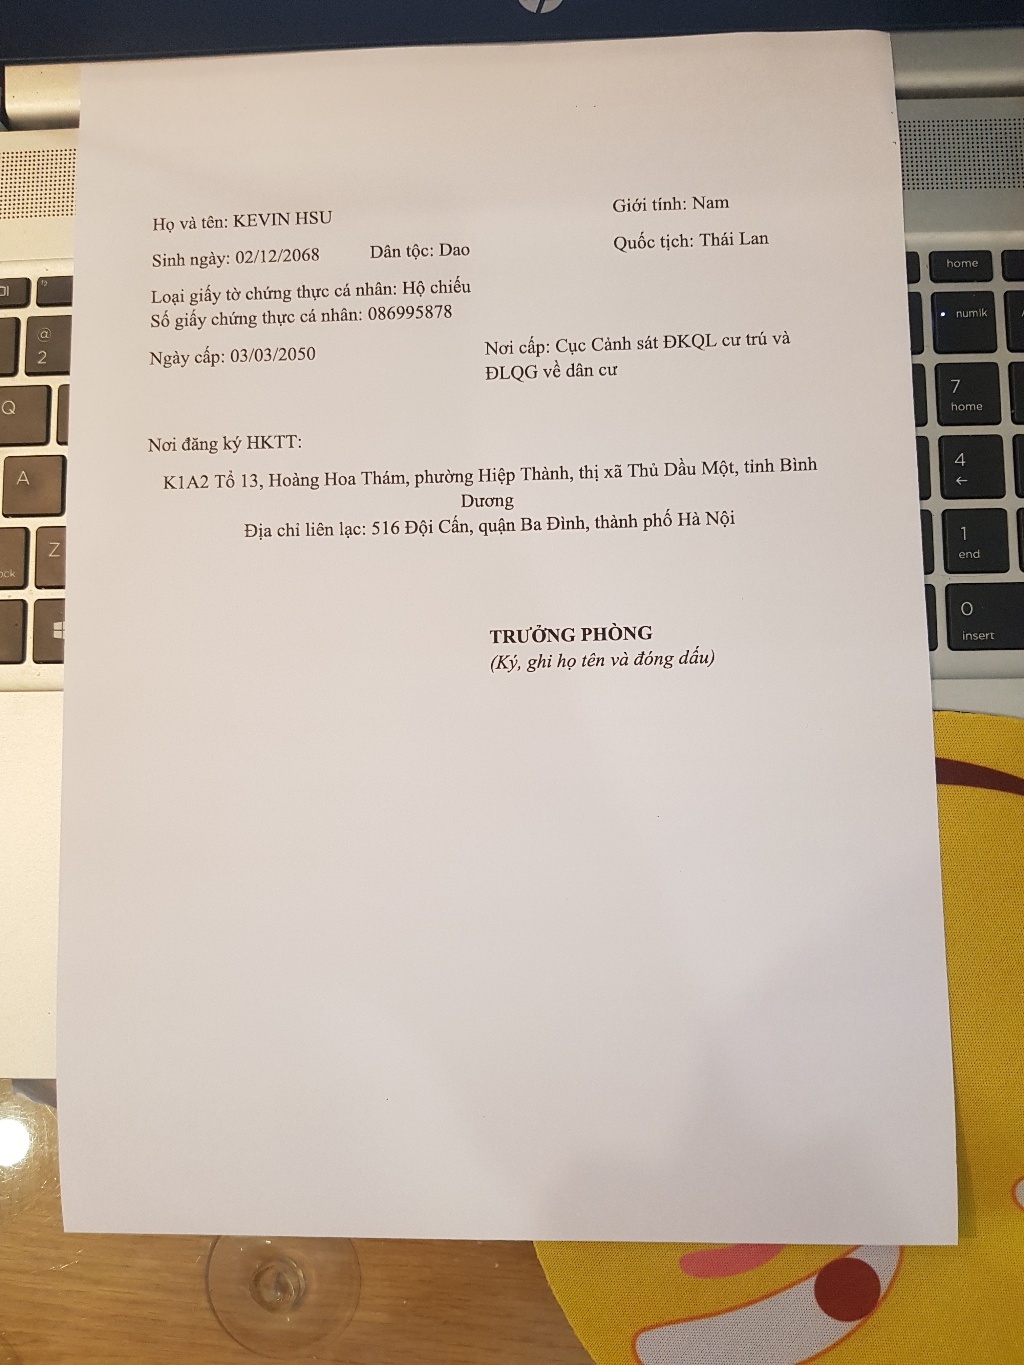 Họ và tên: KEVIN HSU Giới tính: Nam
Sinh ngày: 02/12/2068 Dân tộc: Dao Quốc tịch: Thái Lan
Loại giấy tờ chứng thực cá nhân: Hộ chiếu
Số giấy chứng thực cá nhân: 086995878
Ngày cấp: 03/03/2050 Nơi cấp: Cục Cảnh sát ĐKQL cư trú và
ĐLQG về dân cư
Nơi đăng ký HKTT:
K1A2 Tổ 13, Hoàng Hoa Thám, phường Hiệp Thành, thị xã Thủ Dầu Một, tỉnh Bình
Dương
Địa chỉ liên lạc: 516 Đội Cấn, quận Ba Đình, thành phố Hà Nội
TRƯỞNG PHÒNG
(Ký, ghi họ tên và đóng dấu)
hp
@
2
Q
A
Z
home
numlk
7
home
4
←
1
end
0
insert